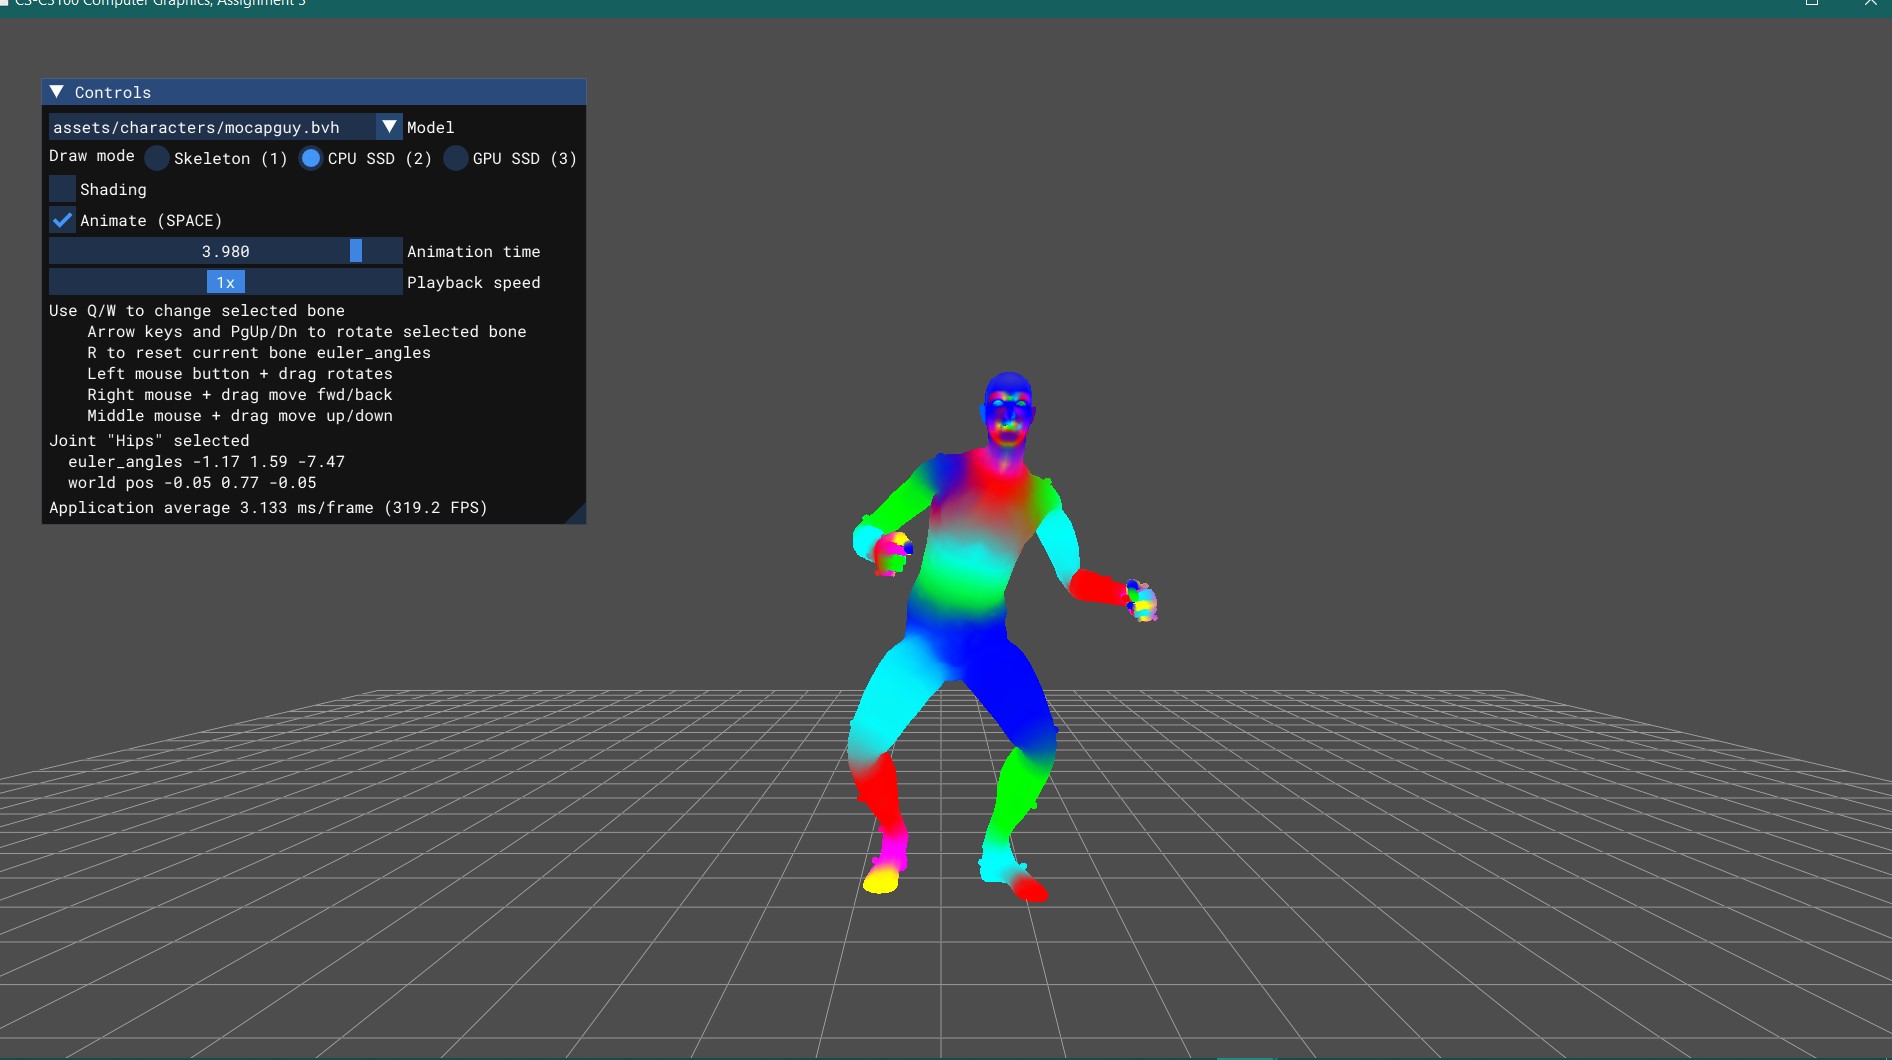 CS-C3100 Computer Graphics, Assignment 3
Controls
assets/characters/mocapguy.bvh Model
Draw mode Skeleton (1) CPU SSD (2) GPU SSD (3)
Shading
Animate (SPACE)
3.980 Animation time
1x Playback speed
Use Q/W to change selected bone
Arrow keys and PgUp/Dn to rotate selected bone
R to reset current bone euler_angles
Left mouse button + drag rotates
Right mouse + drag move fwd/back
Middle mouse + drag move up/down
Joint "Hips" selected
euler_angles -1.17 1.59 -7.47
world pos -0.05 0.77 -0.05
Application average 3.133 ms/frame (319.2 FPS)